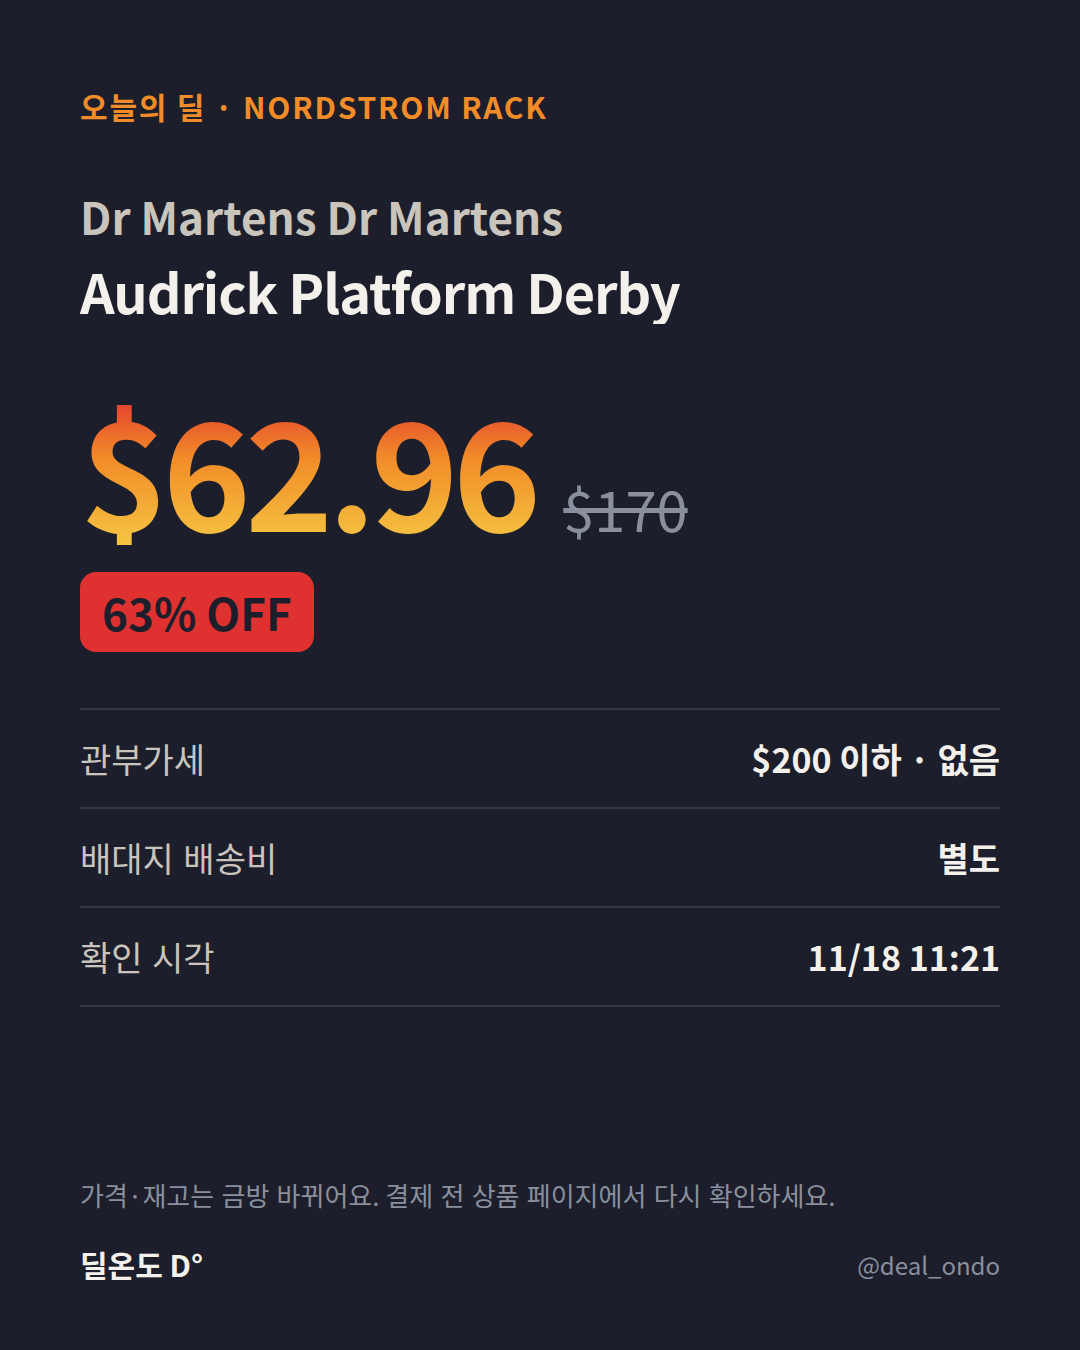 오늘의 딜 · NORDSTROM RACK
Dr Martens Dr Martens
Audrick Platform Derby
$62.96 $170
63% OFF
관부가세 $200 이하 · 없음
배대지 배송비 별도
확인 시각 11/18 11:21
가격·재고는 금방 바뀌어요. 결제 전 상품 페이지에서 다시 확인하세요.
딜온도 D° @deal_ondo